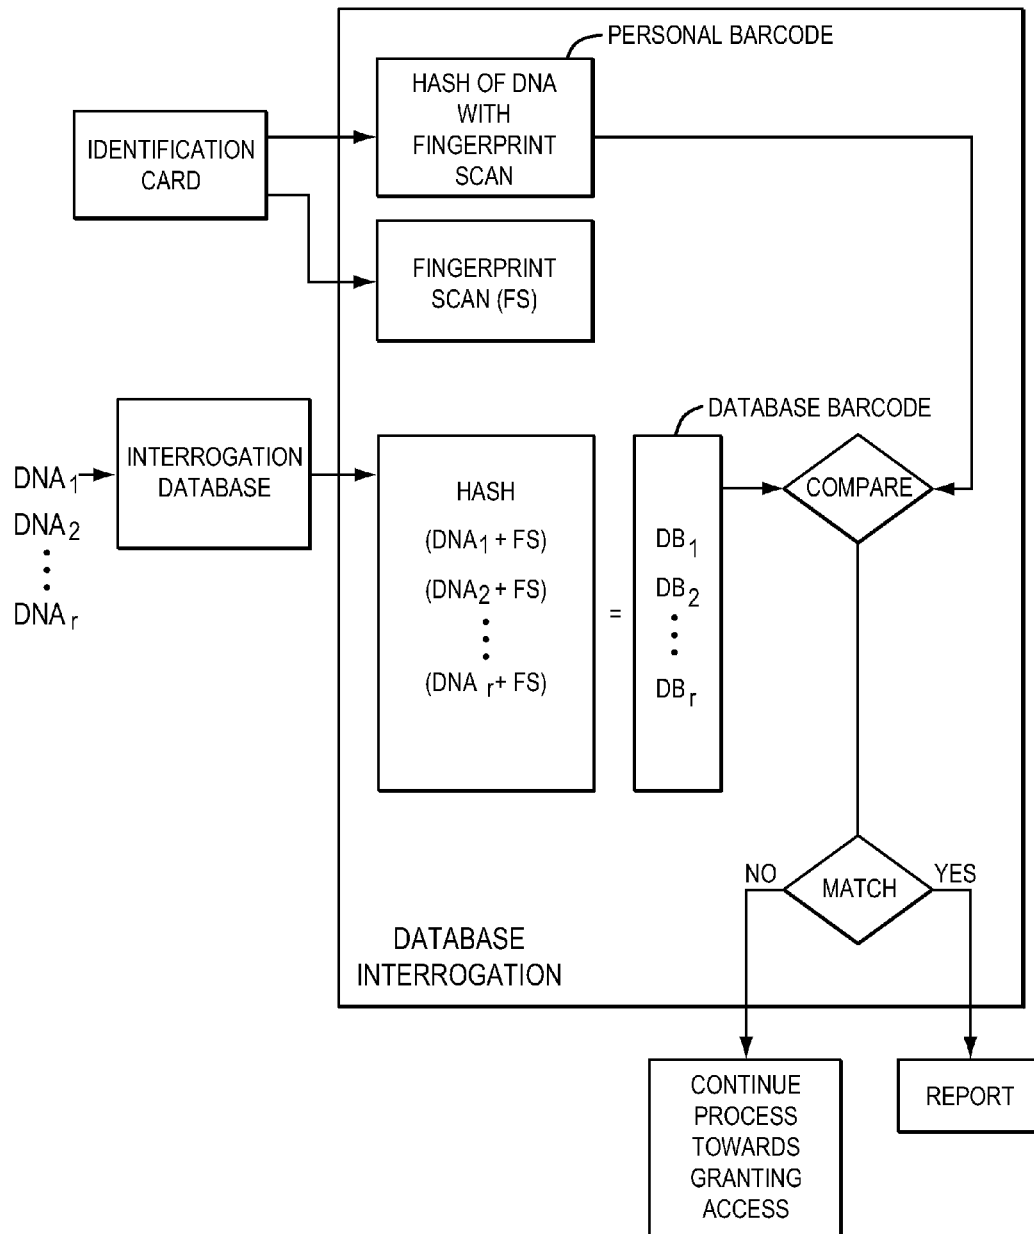 PERSONAL BARCODE
HASH OF DNA
WITH
FINGERPRINT
SCAN
IDENTIFICATION
CARD
FINGERPRINT
SCAN (FS)
DATABASE BARCODE
INTERROGATION
DATABASE
DNA1
DNA2
DNAr
HASH
(DNA1 + FS)
(DNA2 + FS)
(DNA r + FS)
=
DB1
DB2
DBr
COMPARE
NO
MATCH
YES
DATABASE
INTERROGATION
CONTINUE
PROCESS
TOWARDS
GRANTING
ACCESS
REPORT